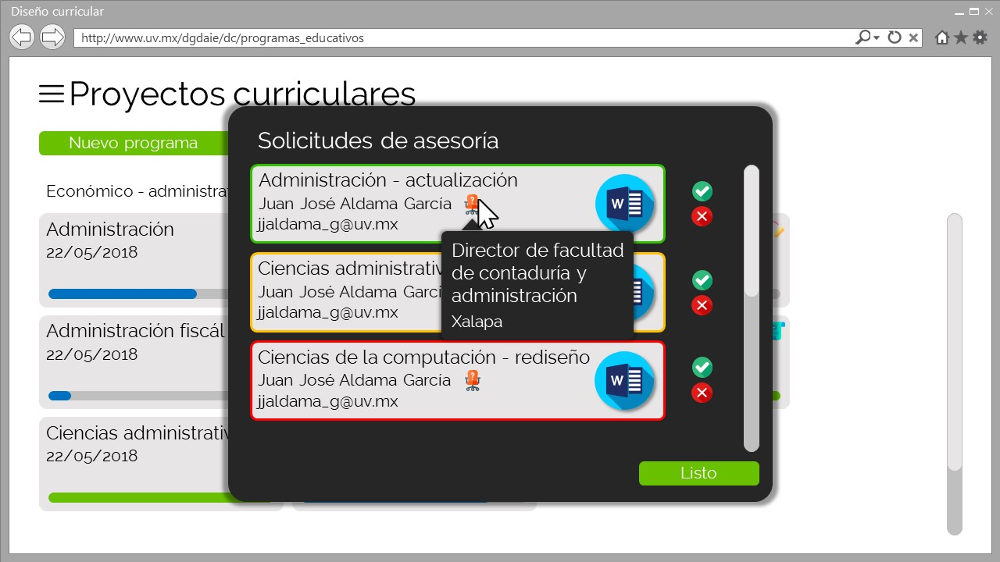 Diseño curricular
http://www.uv.mx/dgdaie/dc/programas_educativos
Proyectos curriculares
Nuevo programa
Económico - administra
Administración
22/05/2018
Administración fiscál
22/05/2018
Ciencias administrativ
22/05/2018
Solicitudes de asesoría
Administración - actualización
Juan José Aldama García
jjaldama_g@uv.mx
W
Director de facultad
de contaduría y
administración
Xalapa
Ciencias administrativ
Juan José Aldama Garcí
jjaldama_g@uv.mx
Ciencias de la computación - rediseño
Juan José Aldama García
jjaldama_g@uv.mx
W
Listo